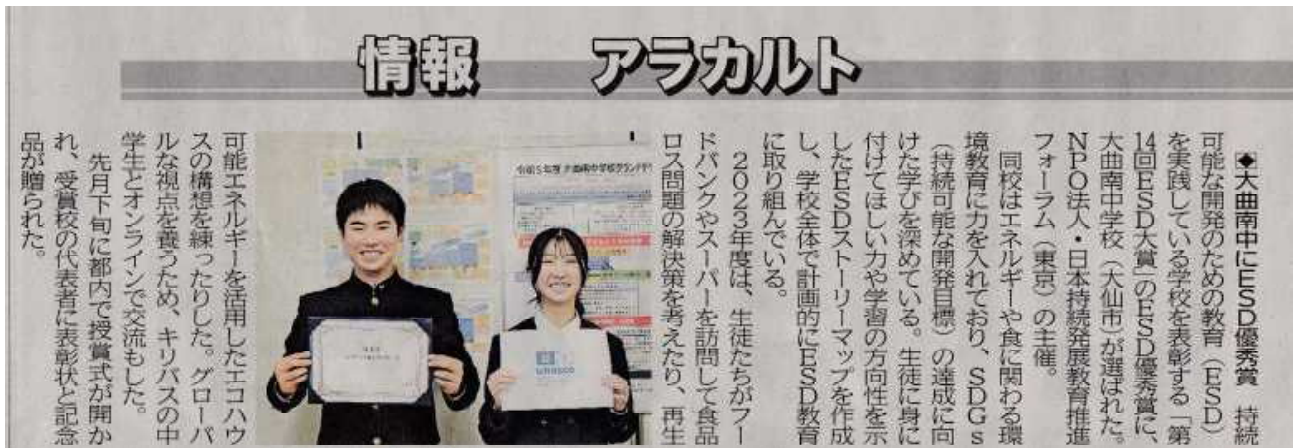 情報 アラカルト
◆大曲南中にESD優秀賞 持続
可能な開発のための教育（ESD）
を実践している学校を表彰する「第
14回ESD大賞」のESD優秀賞に、
大曲南中学校（大仙市）が選ばれた。
NPO法人・日本持続発展教育推進
フォーラム（東京）の主催。
同校はエネルギーや食に関わる環
境教育に力を入れており、SDGs
（持続可能な開発目標）の達成に向
けた学びを深めている。生徒に身に
付けてほしい力や学習の方向性を示
したESDストーリーマップを作成
し、学校全体で計画的にESD教育
に取り組んでいる。
2023年度は、生徒たちがフー
ドバンクやスーパーを訪問して食品
ロス問題の解決策を考えたり、再生
令和5年度 大曲南中学校グランドデ
unesco
可能エネルギーを活用したエコハウ
スの構想を練ったりした。グローバ
ルな視点を養うため、キリバスの中
学生とオンラインで交流もした。
先月下旬に都内で授賞式が開か
れ、受賞校の代表者に表彰状と記念
品が贈られた。